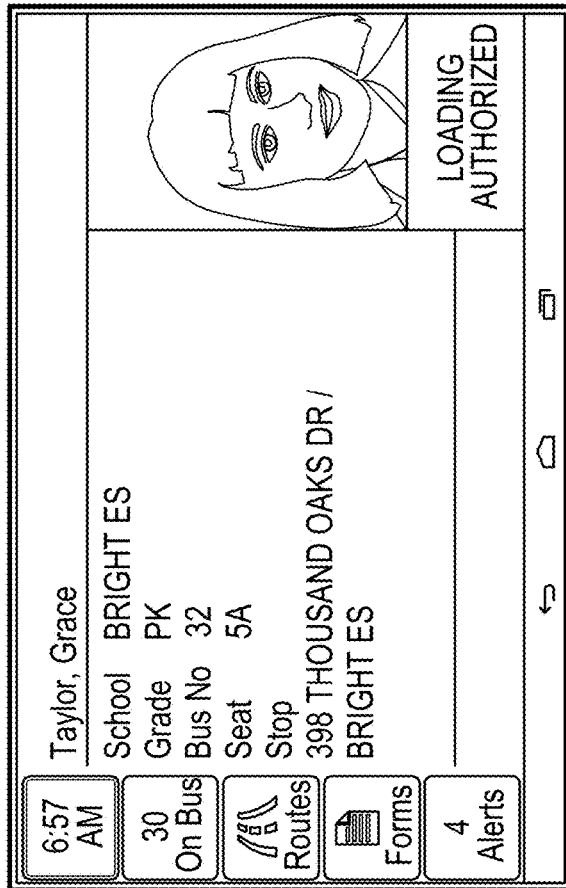 6:57
AM
30
On Bus
Routes
Forms
4
Alerts
Taylor, Grace
School BRIGHT ES
Grade PK
Bus No 32
Seat 5A
Stop
398 THOUSAND OAKS DR /
BRIGHT ES
LOADING
AUTHORIZED